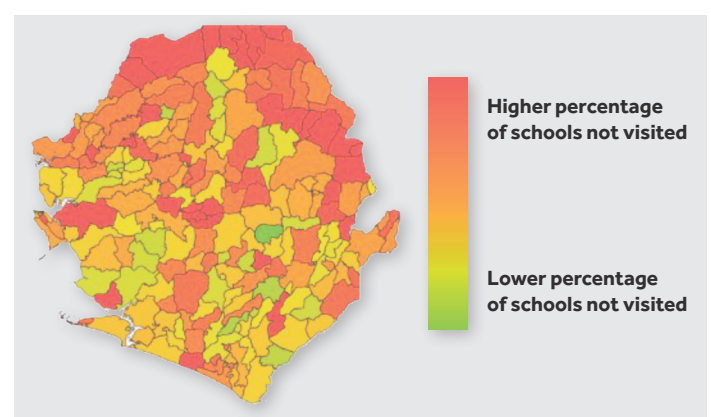 Higher percentage
of schools not visited
Lower percentage
of schools not visited